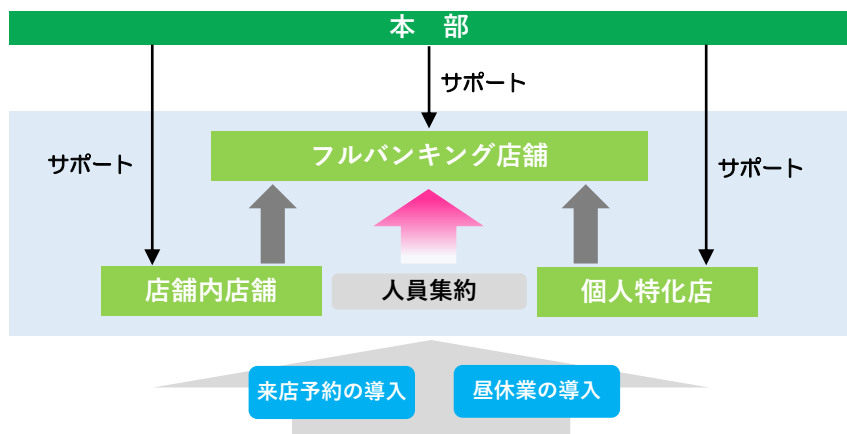 本　部
サポート
サポート
サポート
フルバンキング店舗
店舗内店舗
人員集約
個人特化店
来店予約の導入
昼休業の導入